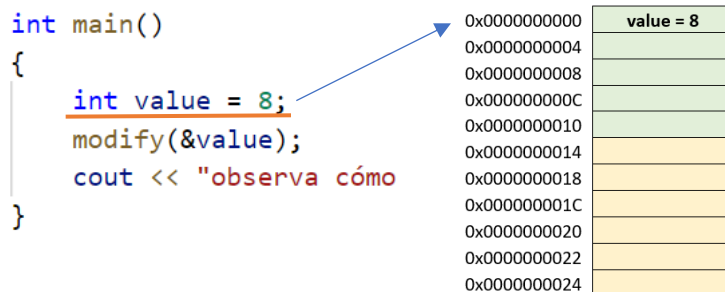 int main()
{
int value = 8;
modify(&value);
cout << "observa cómo
}
0x0000000000 value = 8
0x0000000004
0x0000000008
0x000000000C
0x0000000010
0x0000000014
0x0000000018
0x000000001C
0x0000000020
0x0000000022
0x0000000024